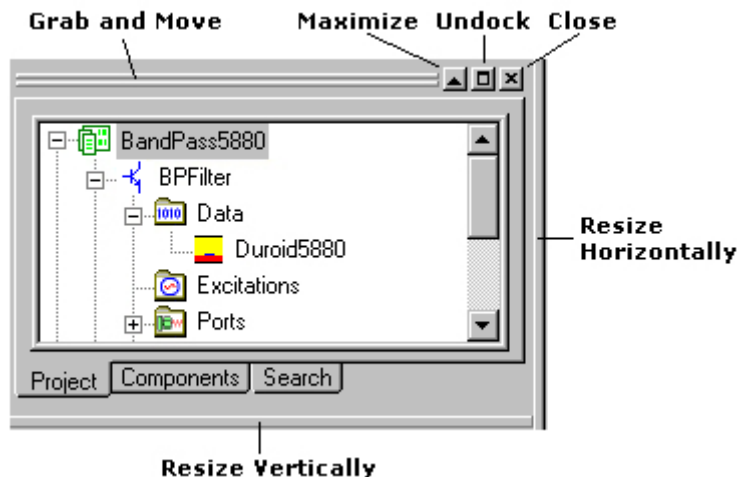 Grab and Move Maximize Undock Close
BandPass5880
BPFilter
1010 Data
Duroid5880
Excitations
Ports
Resize
Horizontally
Project Components Search
Resize Vertically